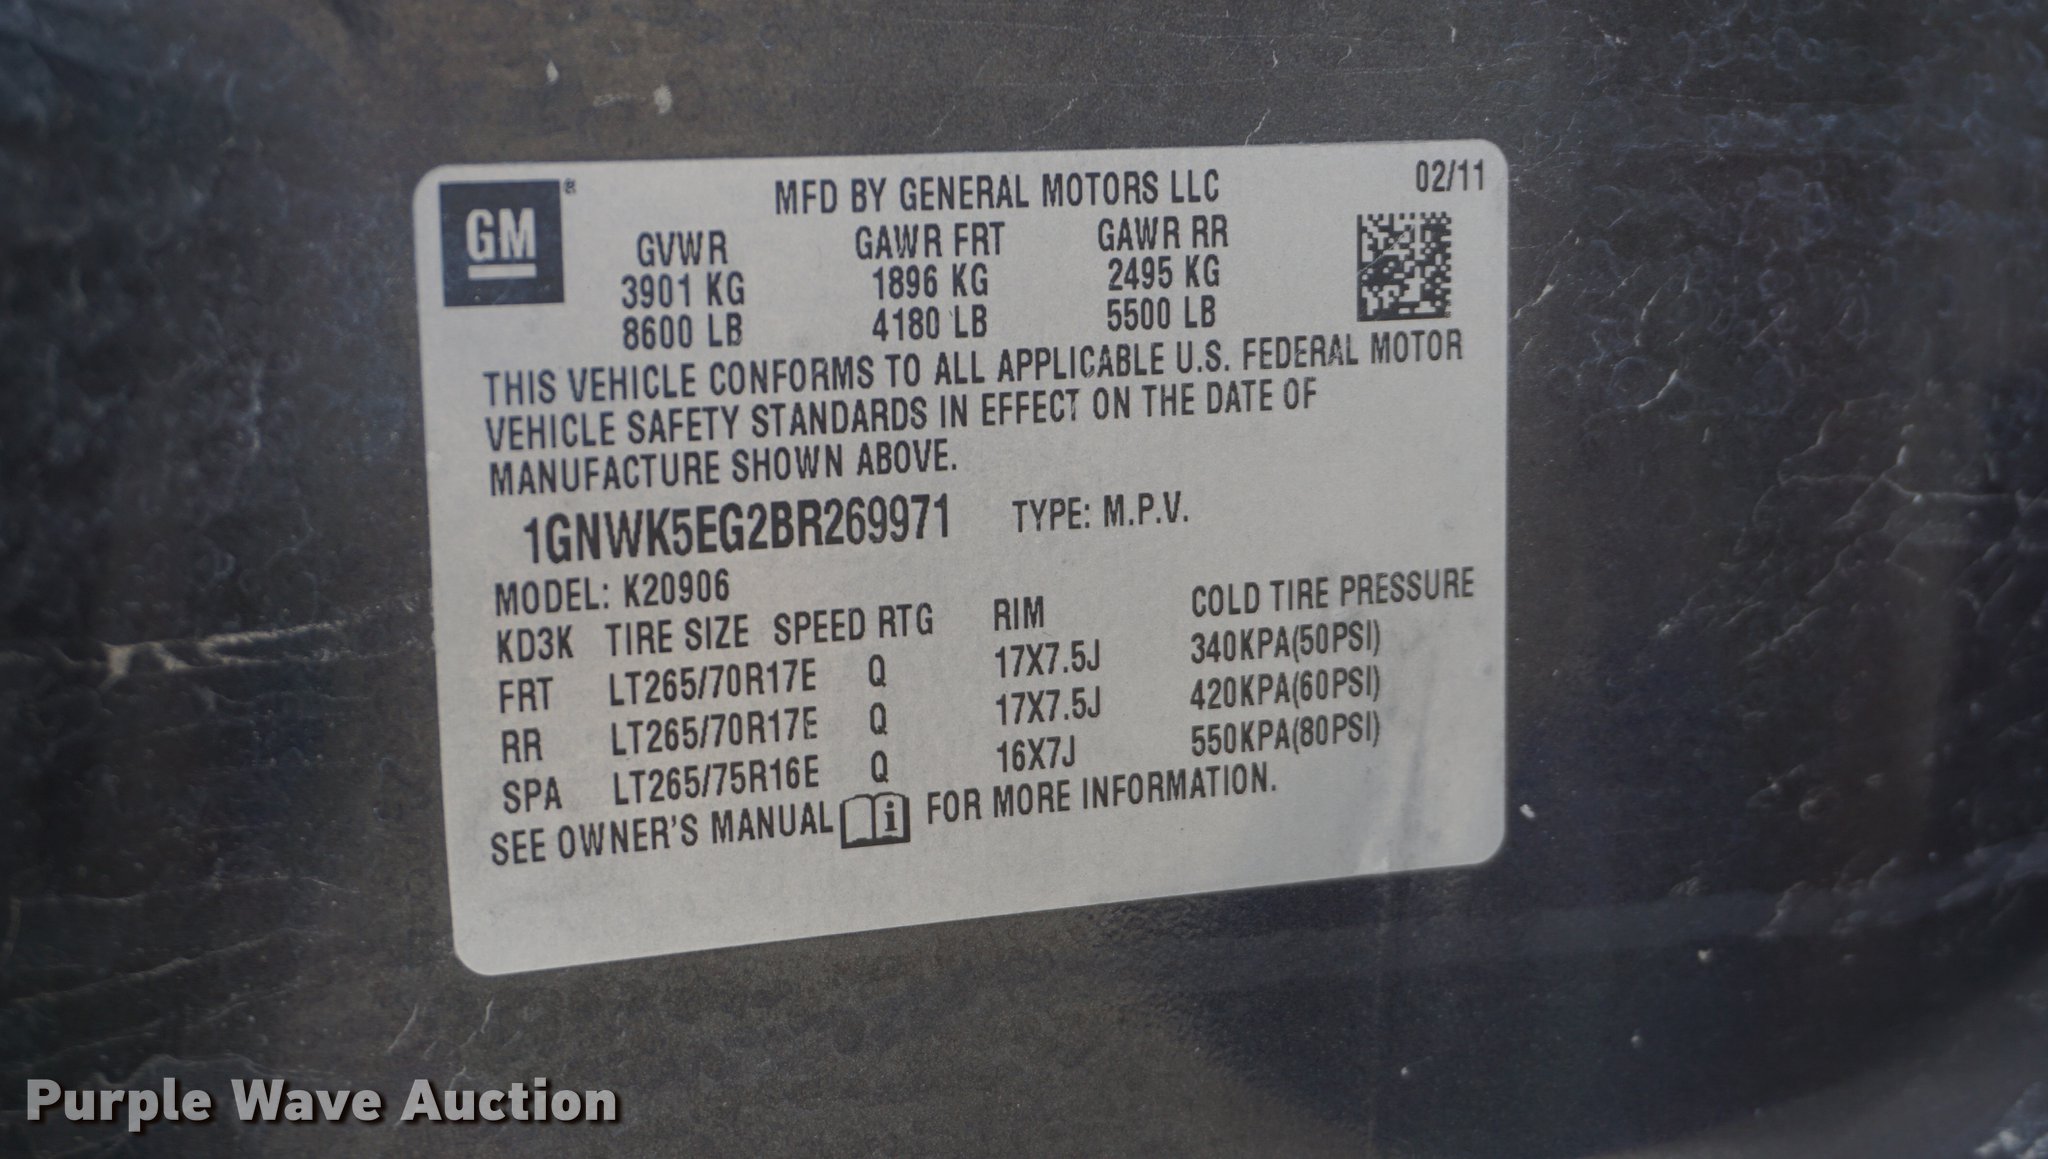 GM®
MFD BY GENERAL MOTORS LLC 02/11
GVWR GAWR FRT GAWR RR
3901 KG 1896 KG 2495 KG
8600 LB 4180 LB 5500 LB
THIS VEHICLE CONFORMS TO ALL APPLICABLE U.S. FEDERAL MOTOR
VEHICLE SAFETY STANDARDS IN EFFECT ON THE DATE OF
MANUFACTURE SHOWN ABOVE.
1GNWK5EG2BR269971 TYPE: M.P.V.
MODEL: K20906
KD3K TIRE SIZE SPEED RTG RIM COLD TIRE PRESSURE
FRT LT265/70R17E Q 17X7.5J 340KPA(50PSI)
RR LT265/70R17E Q 17X7.5J 420KPA(60PSI)
SPA LT265/75R16E Q 16X7J 550KPA(80PSI)
SEE OWNER'S MANUAL i FOR MORE INFORMATION.
Purple Wave Auction